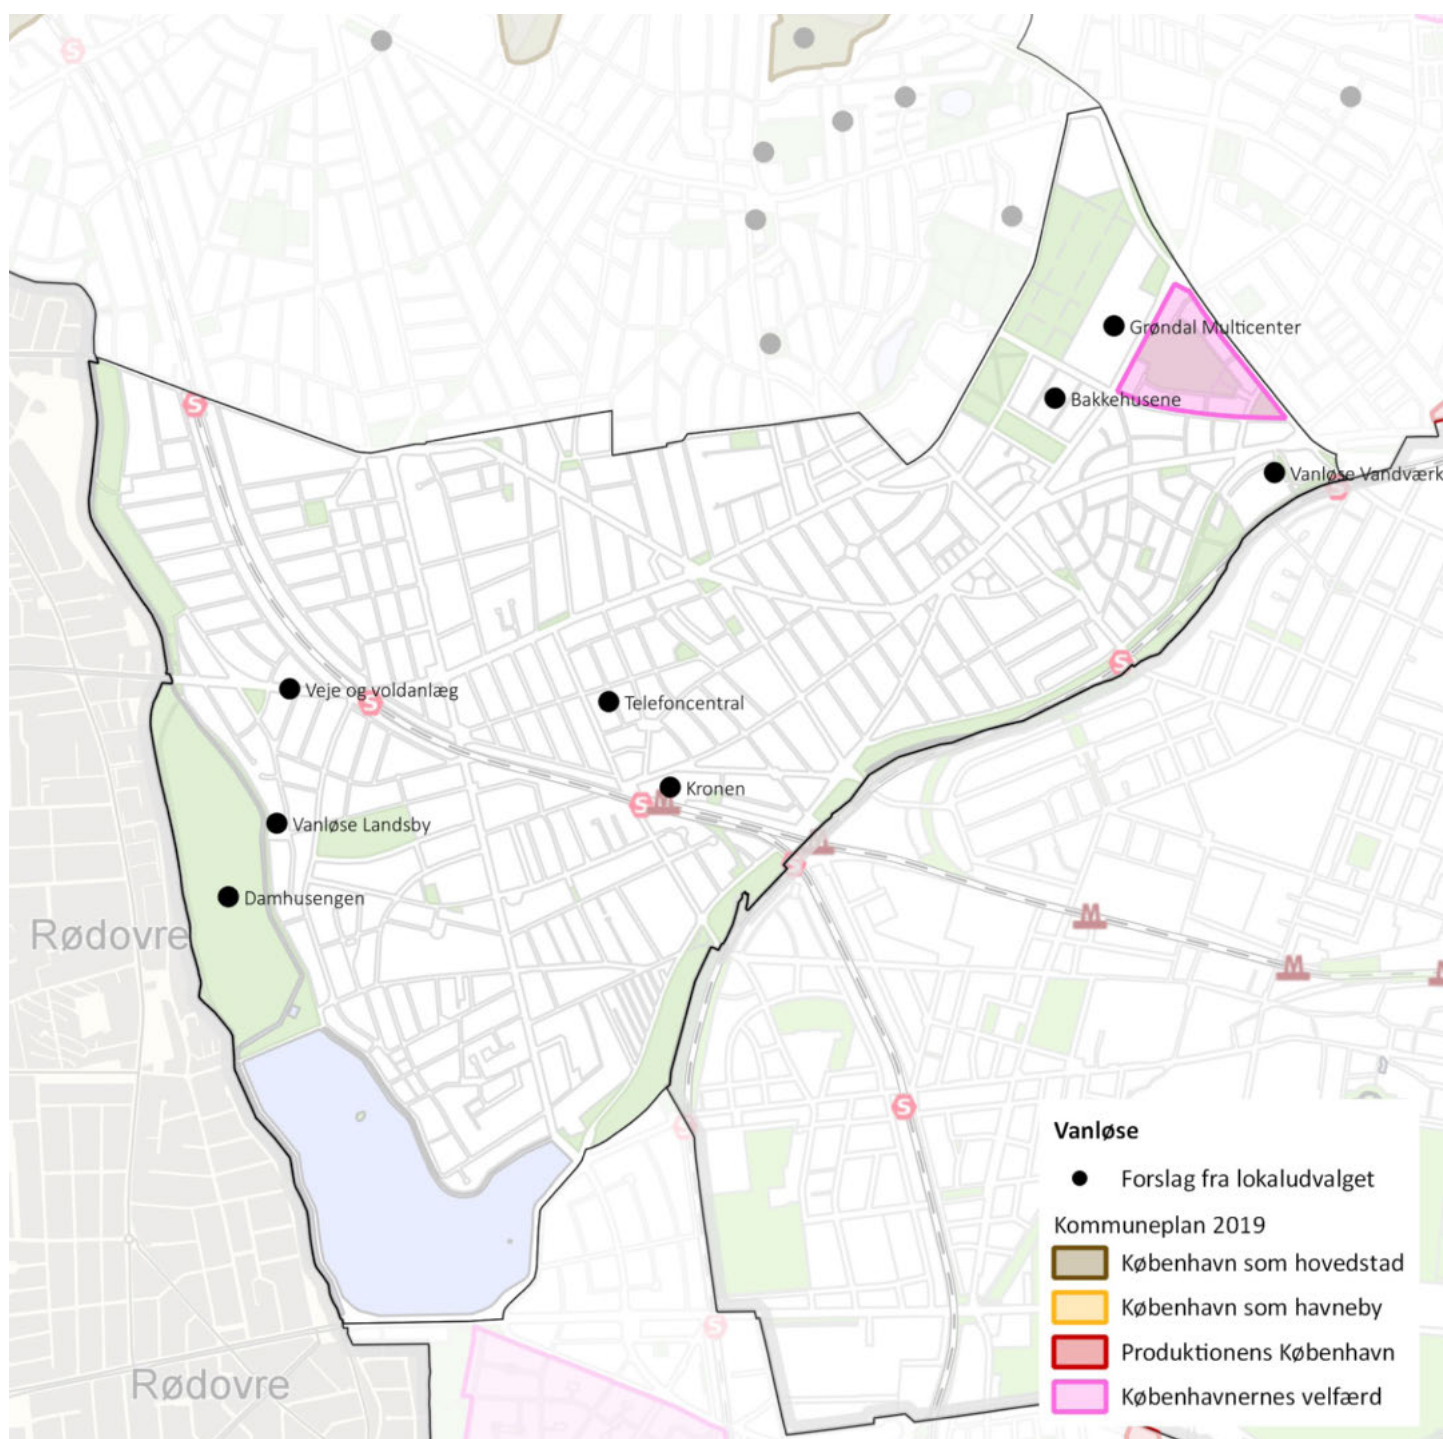 S
Grøndal Multicenter
S
Bakkehusene
Vanløse Vandværk
S
S
Veje og voldanlæg
S
Telefoncentral
Kronen
S
M
Vanløse Landsby
M
S
Damhusengen
M
Rødovre
M
M
S
S
Vanløse
Forslag fra lokaludvalget
Kommuneplan 2019
København som hovedstad
København som havneby
S
Produktionens København
Rødovre
Københavnernes velfærd